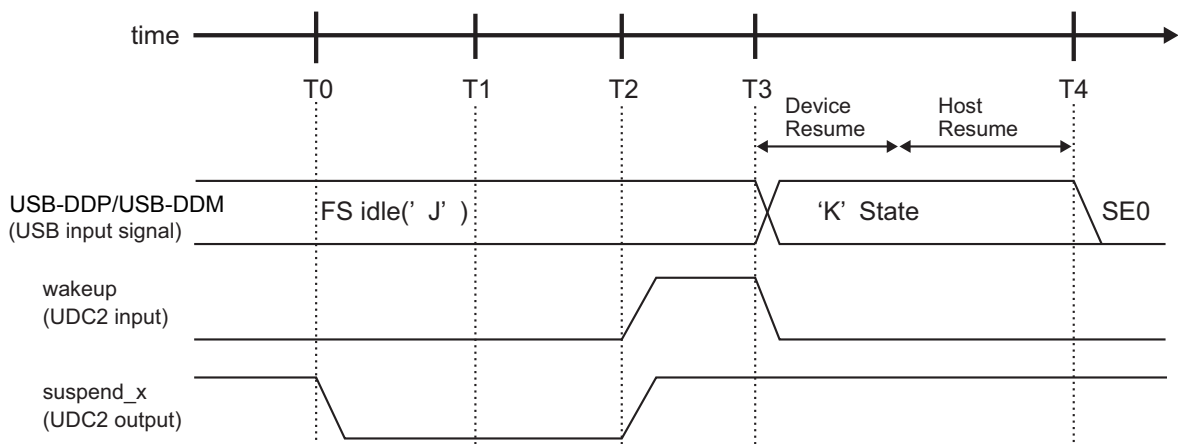 time
T0 T1 T2 T3 T4
Device
Resume
Host
Resume
USB-DDP/USB-DDM
(USB input signal)
FS idle(’ J’ )
‘K’ State
SE0
wakeup
(UDC2 input)
suspend_x
(UDC2 output)